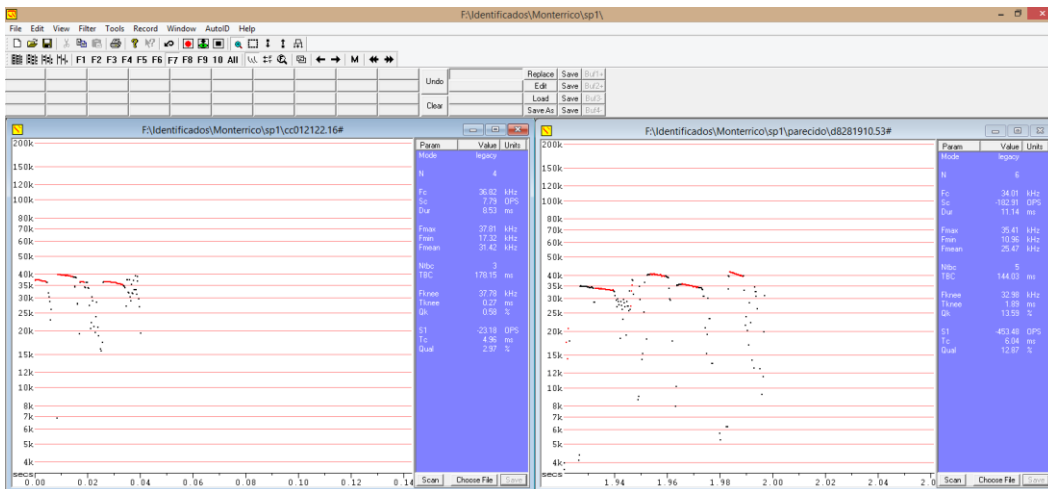 F:\Identificados\Monterrico\sp1\
File Edit View Filter Tools Record Window AutoID Help
F1 F2 F3 F4 F5 F6 F7 F8 F9 10 All M
Undo Replace Save Buf1+
Edit Save Buf2+
Clear Load Save Buf3-
Save As Save Buf4-
F:\Identificados\Monterrico\sp1\cc012122.16#
200k
150k
120k
100k
80k
70k
60k
50k
40k
35k
30k
25k
20k
15k
12k
10k
8k
7k
6k
5k
4k
secs 0.00 0.02 0.04 0.06 0.08 0.10 0.12 0.14
Param Value Units
Mode legacy
N 4
Fc 36.82 kHz
Sc 7.79 OPS
Dur 8.53 ms
Fmax 37.81 kHz
Fmin 17.32 kHz
Fmean 31.42 kHz
Ntbc 3
TBC 179.15 ms
Fknee 37.78 kHz
Tknee 0.27 ms
Qk 0.58 %
S1 -23.18 OPS
Tc 4.96 ms
Qual 2.97 %
Scan Choose File Save
F:\Identificados\Monterrico\sp1\parecido\d8281910.53#
200k
150k
120k
100k
80k
70k
60k
50k
40k
35k
30k
25k
20k
15k
12k
10k
8k
7k
6k
5k
4k
secs 1.94 1.96 1.98 2.00 2.02 2.04 2.0
Param Value Units
Mode legacy
N 6
Fc 34.01 kHz
Sc -182.91 OPS
Dur 11.14 ms
Fmax 35.41 kHz
Fmin 10.96 kHz
Fmean 25.47 kHz
Ntbc 5
TBC 144.03 ms
Fknee 32.98 kHz
Tknee 1.89 ms
Qk 13.59 %
S1 -453.48 OPS
Tc 6.04 ms
Qual 12.87 %
Scan Choose File Save